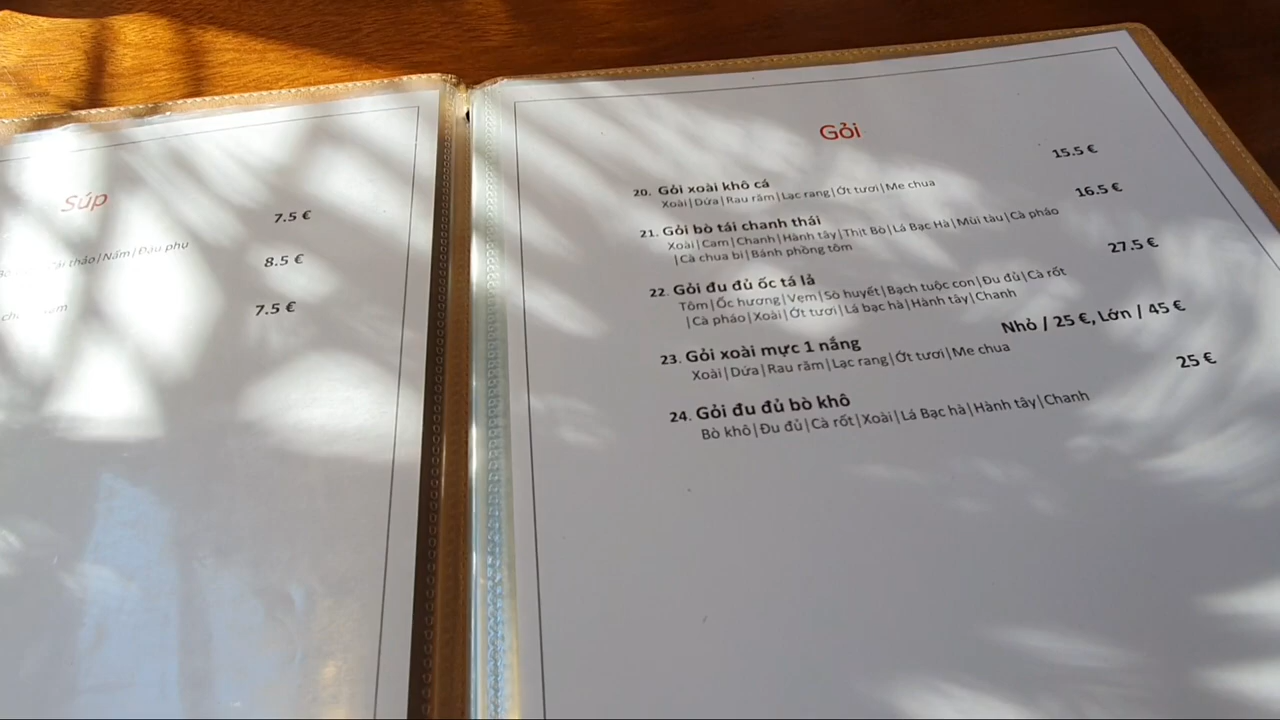 Súp
7.5 €
thảo|Nấm|Đậu phụ
8.5 €
7.5 €
Gỏi
15.5 €
20. Gỏi xoài khô cá
Xoài|Dứa|Rau răm|Lạc rang|Ớt tươi|Me chua
16.5 €
21. Gỏi bò tái chanh thái
Xoài|Cam|Chanh|Hành tây|Thịt Bò|Lá Bạc Hà|Mùi tàu|Cà pháo
|Cà chua bi|Bánh phồng tôm
27.5 €
22. Gỏi đu đủ ốc tá lả
Tôm|Ốc hương|Vẹm|Sò huyết|Bạch tuộc con|Đu đủ|Cà rốt
|Cà pháo|Xoài|Ớt tươi|Lá bạc hà|Hành tây|Chanh
Nhỏ / 25 €, Lớn / 45 €
23. Gỏi xoài mực 1 nắng
Xoài|Dứa|Rau răm|Lạc rang|Ớt tươi|Me chua
25 €
24. Gỏi đu đủ bò khô
Bò khô|Đu đủ|Cà rốt|Xoài|Lá Bạc hà|Hành tây|Chanh